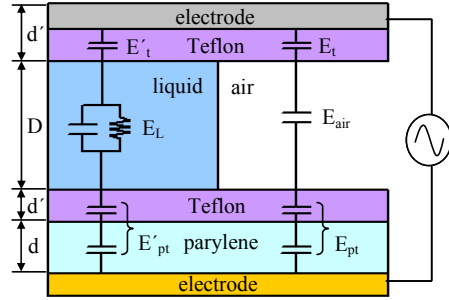 electrode
d′ E′t Teflon Et
liquid air
D EL Eair
d′ Teflon
d E′pt parylene Ept
electrode